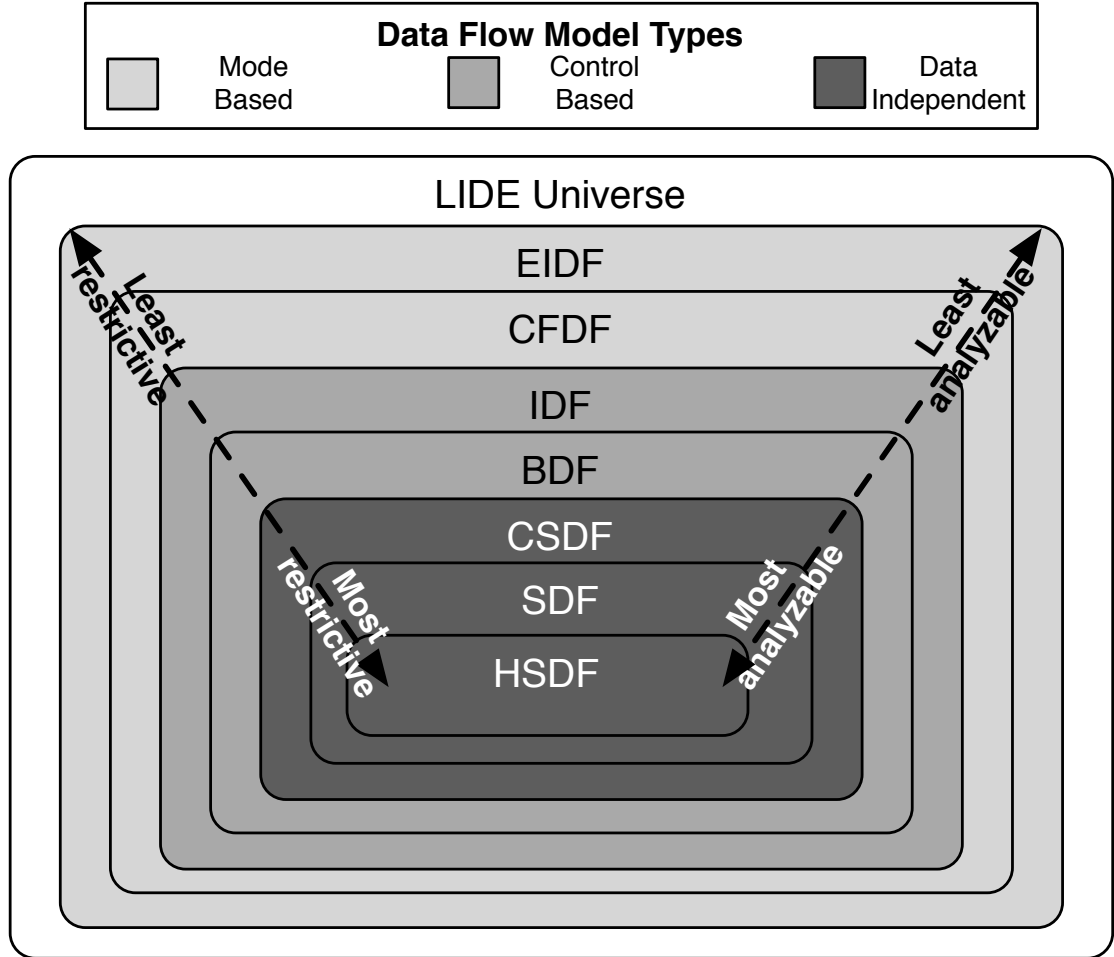 Data Flow Model Types
Mode
Based
Control
Based
Data
Independent
LIDE Universe
EIDF
CFDF
IDF
BDF
CSDF
SDF
HSDF
Least
restrictive
Least
analyzable
Most
restrictive
Most
analyzable